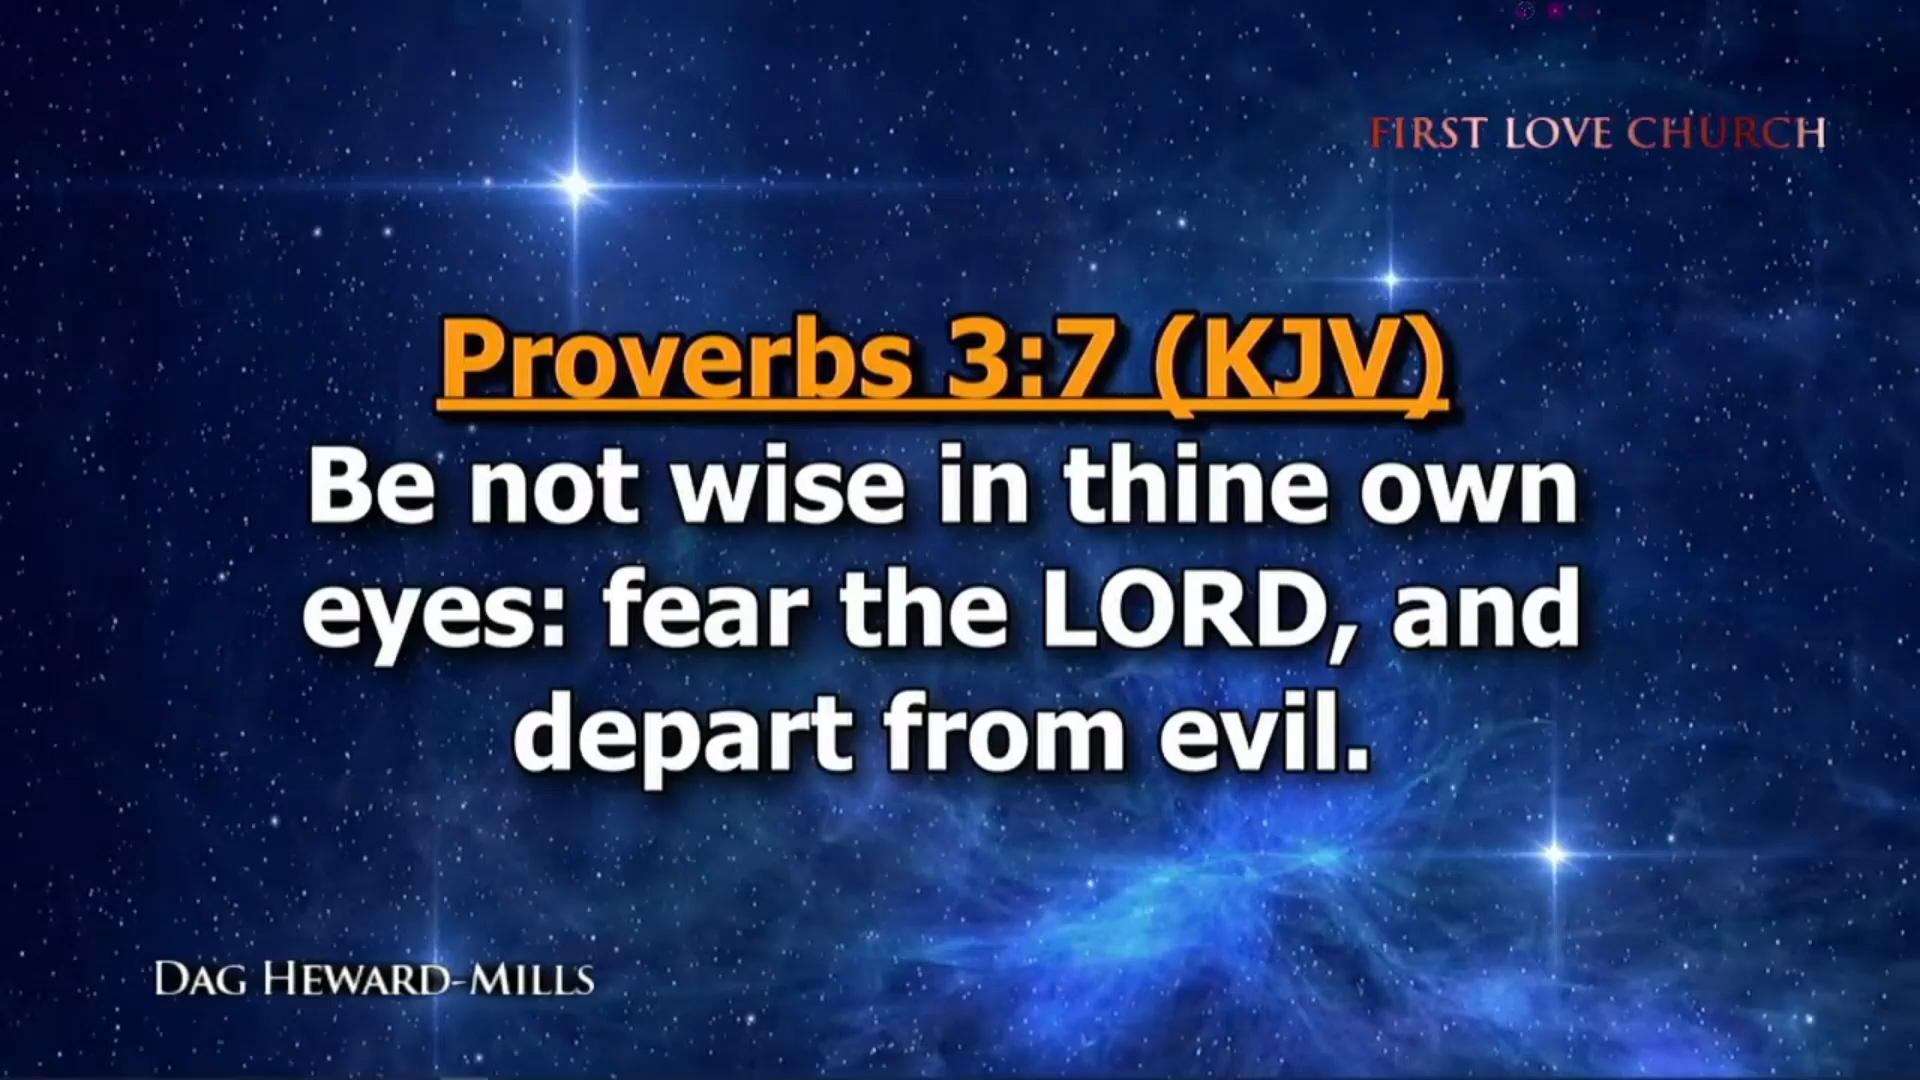 FIRST LOVE CHURCH
Proverbs 3:7 (KJV)
Be not wise in thine own
eyes: fear the LORD, and
depart from evil.
DAG HEWARD-MILLS